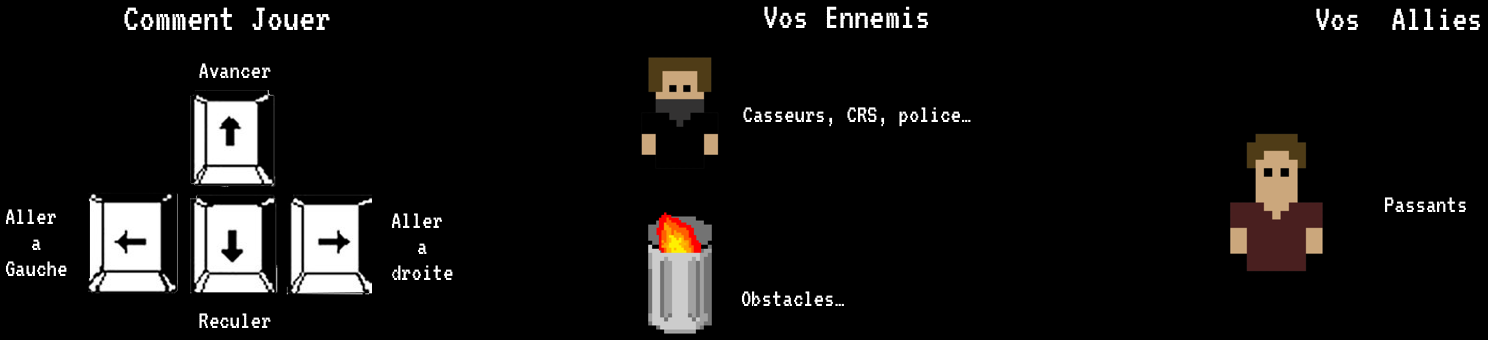 Comment Jouer
Avancer
Aller
a
Gauche
Aller
a
droite
Reculer
Vos Ennemis
Casseurs, CRS, police…
Obstacles…
Vos Allies
Passants